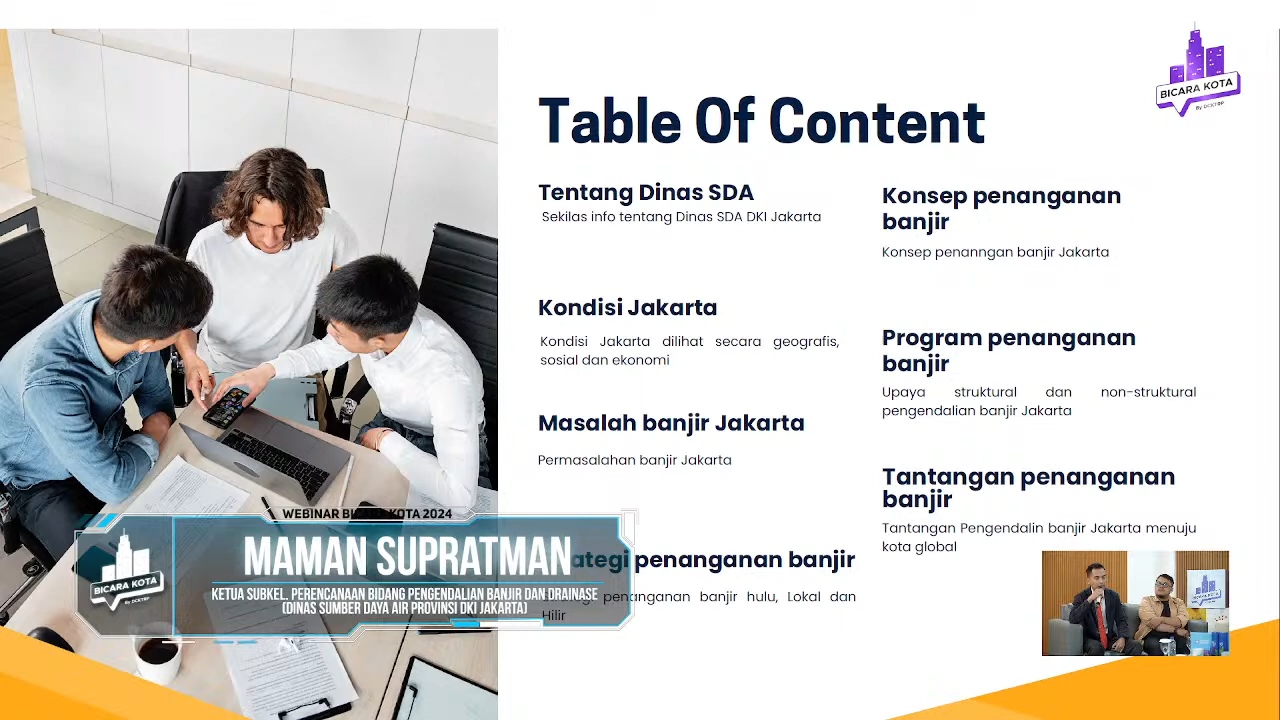 BICARA KOTA
By DCKTRP
Table Of Content
Tentang Dinas SDA
Sekilas info tentang Dinas SDA DKI Jakarta
Kondisi Jakarta
Kondisi Jakarta dilihat secara geografis,
sosial dan ekonomi
Masalah banjir Jakarta
Permasalahan banjir Jakarta
penanganan banjir
penanganan banjir hulu, Lokal dan
Hilir
Konsep penanganan
banjir
Konsep penanngan banjir Jakarta
Program penanganan
banjir
Upaya struktural dan non-struktural
pengendalian banjir Jakarta
Tantangan penanganan
banjir
Tantangan Pengendalin banjir Jakarta menuju
kota global
WEBINAR BICARA KOTA 2024
MAMAN SUPRATMAN
KETUA SUBKEL. PERENCANAAN BIDANG PENGENDALIAN BANJIR DAN DRAINASE
(DINAS SUMBER DAYA AIR PROVINSI DKI JAKARTA)
BICARA KOTA
By DCKTRP